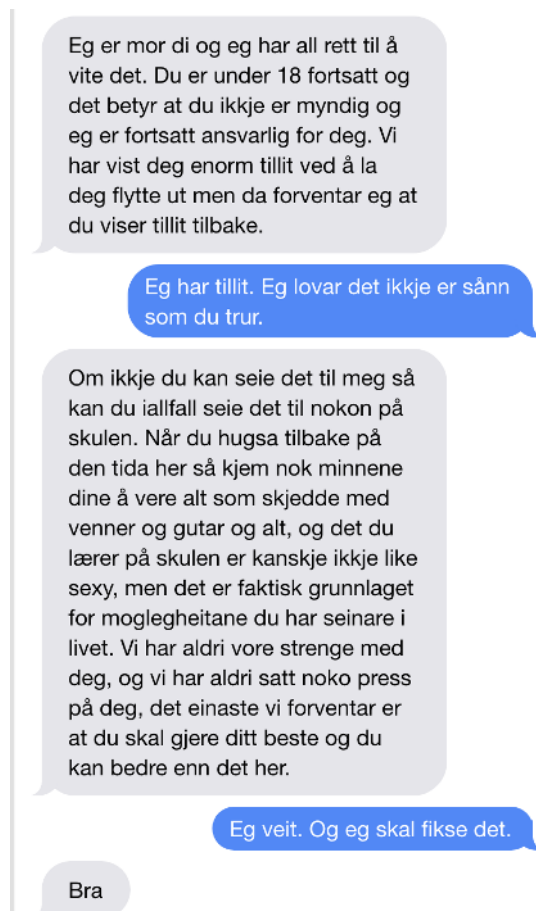 Eg er mor di og eg har all rett til å
vite det. Du er under 18 fortsatt og
det betyr at du ikkje er myndig og
eg er fortsatt ansvarlig for deg. Vi
har vist deg enorm tillit ved å la
deg flytte ut men da forventar eg at
du viser tillit tilbake.
Eg har tillit. Eg lovar det ikkje er sånn
som du trur.
Om ikkje du kan seie det til meg så
kan du iallfall seie det til nokon på
skulen. Når du hugsa tilbake på
den tida her så kjem nok minnene
dine å vere alt som skjedde med
venner og gutar og alt, og det du
lærer på skulen er kanskje ikkje like
sexy, men det er faktisk grunnlaget
for moglegheitane du har seinare i
livet. Vi har aldri vore strenge med
deg, og vi har aldri satt noko press
på deg, det einaste vi forventar er
at du skal gjere ditt beste og du
kan bedre enn det her.
Eg veit. Og eg skal fikse det.
Bra